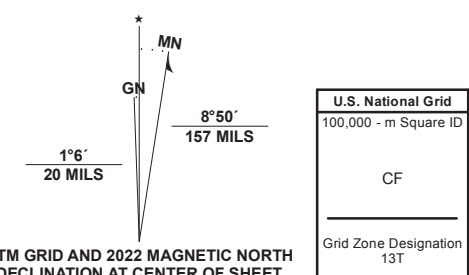 ★
MN
GN
8°50´
157 MILS
1°6´
20 MILS
TM GRID AND 2022 MAGNETIC NORTH
DECLINATION AT CENTER OF SHEET
U.S. National Grid
100,000 - m Square ID
CF
Grid Zone Designation
13T